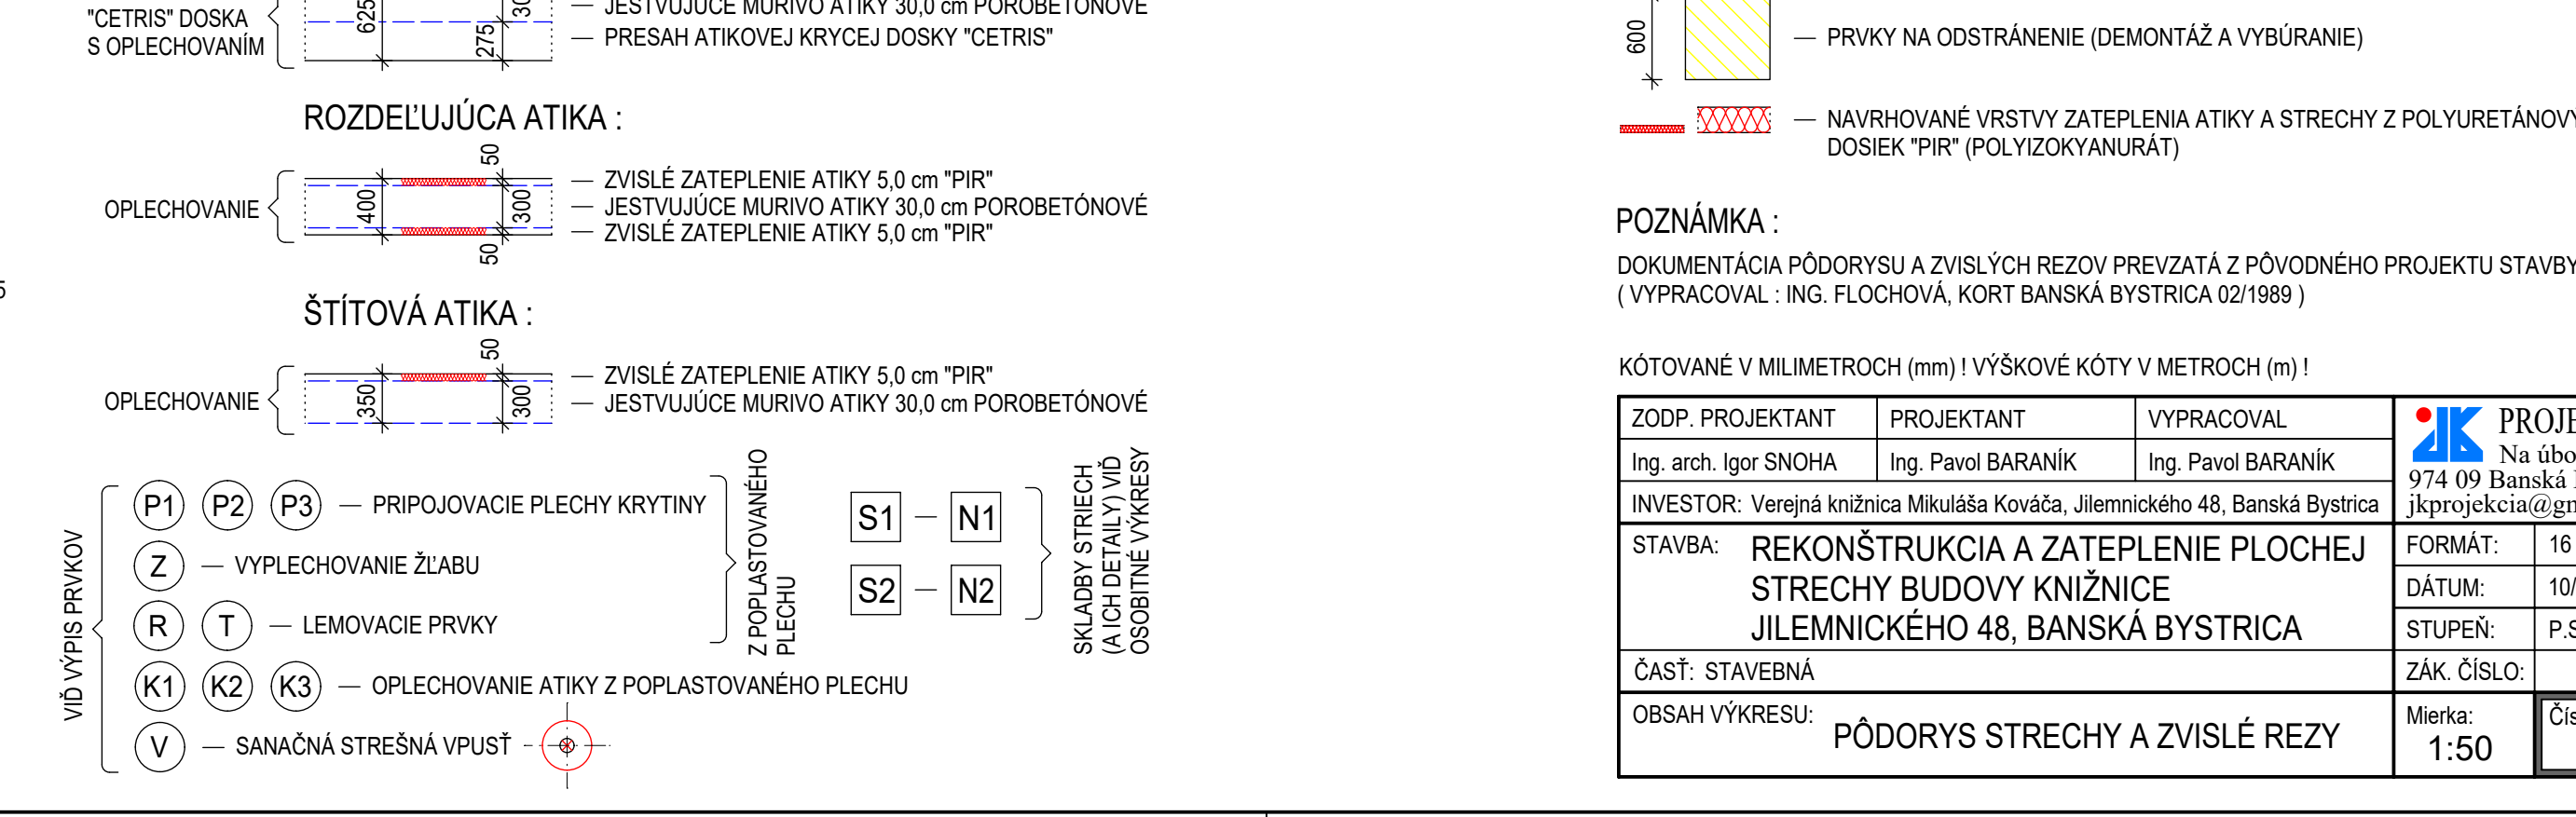 "CETRIS" DOSKA
S OPLECHOVANÍM
625
275
JESTVUJÚCE MURIVO ATIKY 30,0 cm POROBETÓNOVÉ
PRESAH ATIKOVEJ KRYCEJ DOSKY "CETRIS"
ROZDEĽUJÚCA ATIKA :
OPLECHOVANIE
400
50
300
50
ZVISLÉ ZATEPLENIE ATIKY 5,0 cm "PIR"
JESTVUJÚCE MURIVO ATIKY 30,0 cm POROBETÓNOVÉ
ZVISLÉ ZATEPLENIE ATIKY 5,0 cm "PIR"
ŠTÍTOVÁ ATIKA :
OPLECHOVANIE
350
50
300
ZVISLÉ ZATEPLENIE ATIKY 5,0 cm "PIR"
JESTVUJÚCE MURIVO ATIKY 30,0 cm POROBETÓNOVÉ
VIĎ VÝPIS PRVKOV
P1 P2 P3 — PRIPOJOVACIE PLECHY KRYTINY
Z — VYPLECHOVANIE ŽĽABU
R T — LEMOVACIE PRVKY
K1 K2 K3 — OPLECHOVANIE ATIKY Z POPLASTOVANÉHO PLECHU
V — SANAČNÁ STREŠNÁ VPUSŤ
Z POPLASTOVANÉHO
PLECHU
S1 — N1
S2 — N2
SKLADBY STRIECH
(A ICH DETAILY) VIĎ
OSOBITNÉ VÝKRESY
600
PRVKY NA ODSTRÁNENIE (DEMONTÁŽ A VYBÚRANIE)
NAVRHOVANÉ VRSTVY ZATEPLENIA ATIKY A STRECHY Z POLYURETÁNOVÝ
DOSIEK "PIR" (POLYIZOKYANURÁT)
POZNÁMKA :
DOKUMENTÁCIA PÔDORYSU A ZVISLÝCH REZOV PREVZATÁ Z PÔVODNÉHO PROJEKTU STAVBY
( VYPRACOVAL : ING. FLOCHOVÁ, KORT BANSKÁ BYSTRICA 02/1989 )
KÓTOVANÉ V MILIMETROCH (mm) ! VÝŠKOVÉ KÓTY V METROCH (m) !
ZODP. PROJEKTANT PROJEKTANT VYPRACOVAL
Ing. arch. Igor SNOHA Ing. Pavol BARANÍK Ing. Pavol BARANÍK
INVESTOR: Verejná knižnica Mikuláša Kováča, Jilemnického 48, Banská Bystrica
JK PROJE
Na úbo
974 09 Banská
jkprojekcia@gm
STAVBA: REKONŠTRUKCIA A ZATEPLENIE PLOCHEJ
STRECHY BUDOVY KNIŽNICE
JILEMNICKÉHO 48, BANSKÁ BYSTRICA
FORMÁT: 16
DÁTUM: 10/
STUPEŇ: P.S
ČASŤ: STAVEBNÁ
ZÁK. ČÍSLO:
OBSAH VÝKRESU: PÔDORYS STRECHY A ZVISLÉ REZY
Mierka:
1:50
Čís